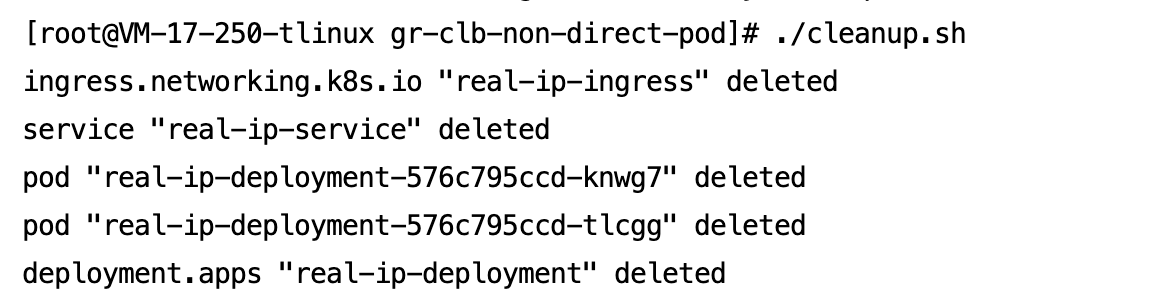 [root@VM-17-250-tlinux gr-clb-non-direct-pod]# ./cleanup.sh
ingress.networking.k8s.io "real-ip-ingress" deleted
service "real-ip-service" deleted
pod "real-ip-deployment-576c795ccd-knwg7" deleted
pod "real-ip-deployment-576c795ccd-tlcgg" deleted
deployment.apps "real-ip-deployment" deleted